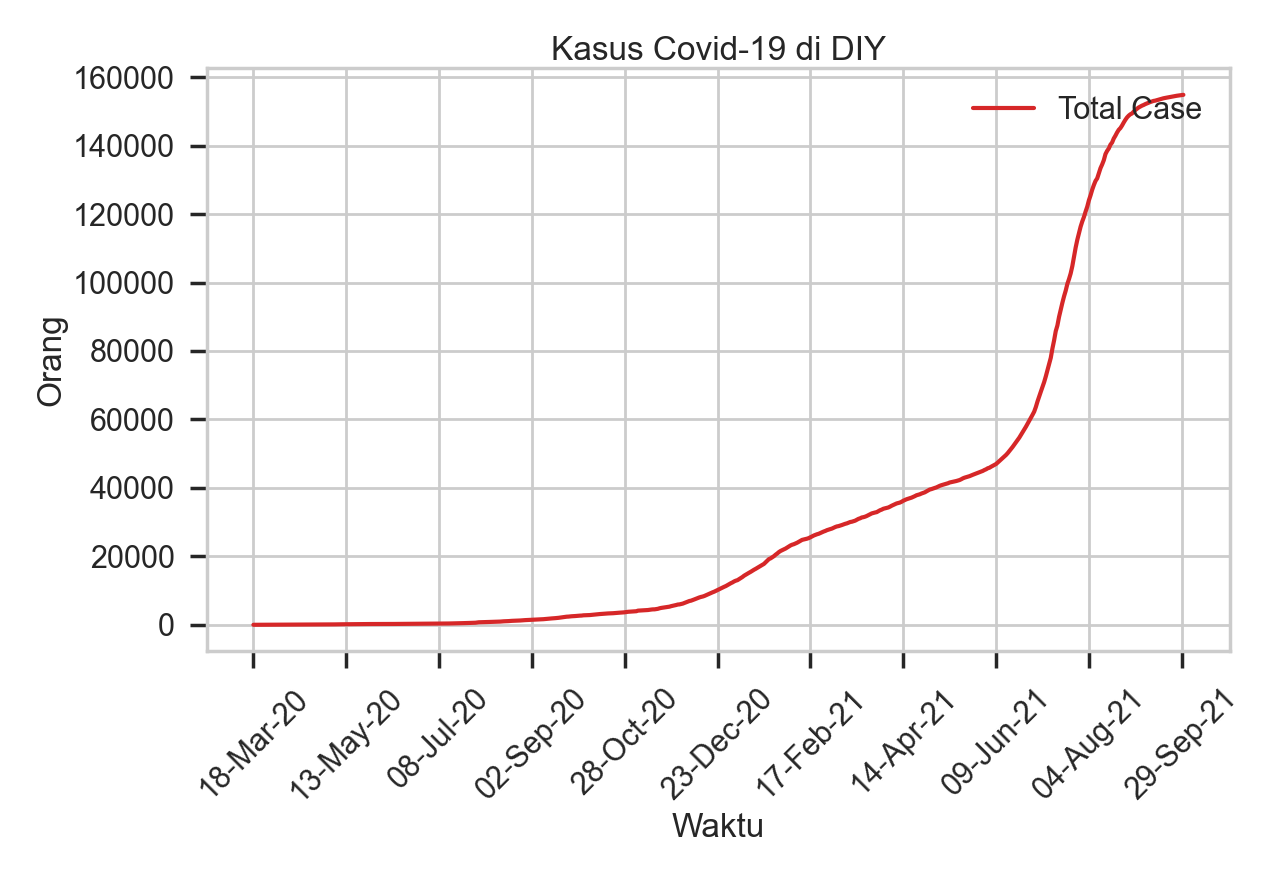 Kasus Covid-19 di DIY
Total Case
160000
140000
120000
100000
80000
60000
40000
20000
0
Orang
18-Mar-20
13-May-20
08-Jul-20
02-Sep-20
28-Oct-20
23-Dec-20
17-Feb-21
14-Apr-21
09-Jun-21
04-Aug-21
29-Sep-21
Waktu